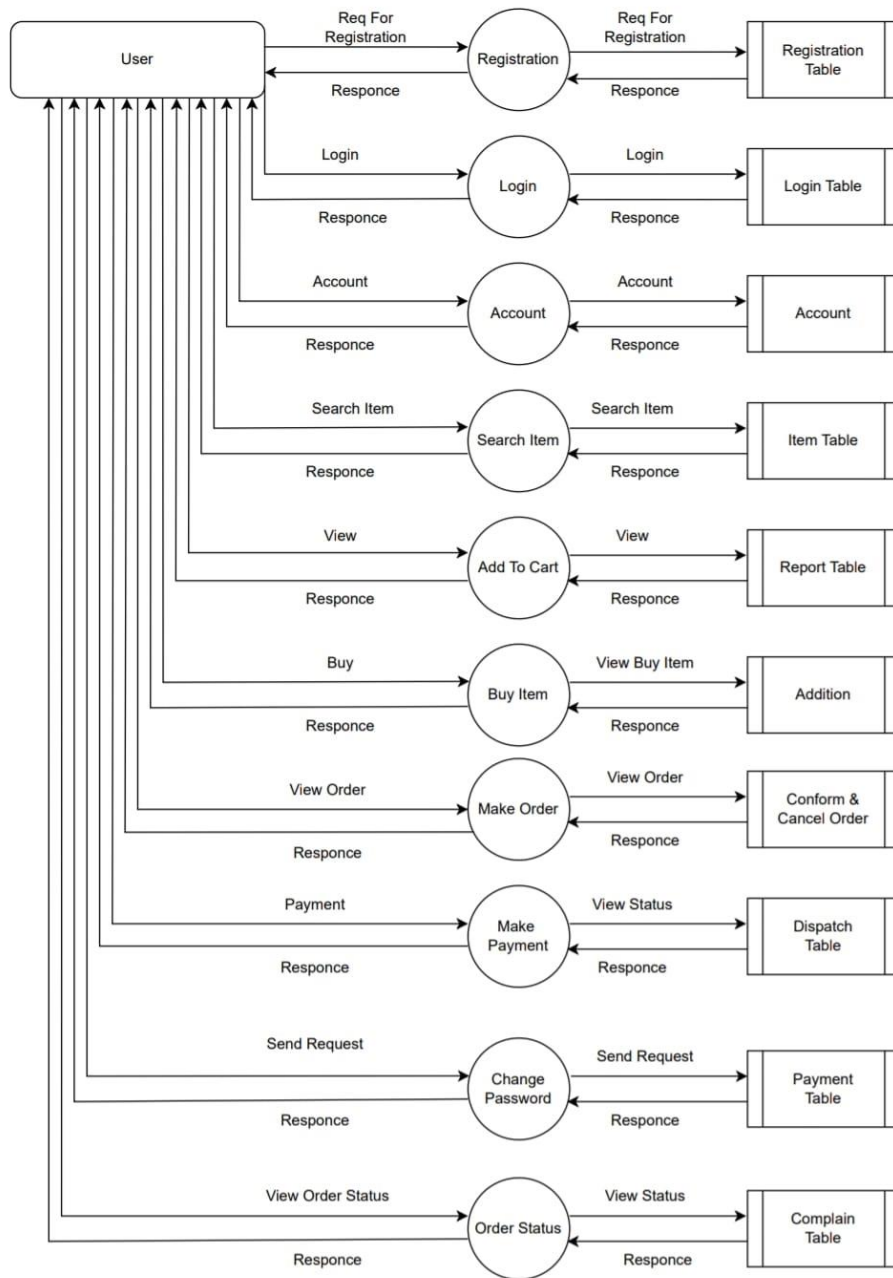 User
Req For
Registration
Responce
Registration
Req For
Registration
Responce
Registration
Table
Login
Responce
Login
Login
Responce
Login Table
Account
Responce
Account
Account
Responce
Account
Search Item
Responce
Search Item
Search Item
Responce
Item Table
View
Responce
Add To Cart
View
Responce
Report Table
Buy
Responce
Buy Item
View Buy Item
Responce
Addition
View Order
Responce
Make Order
View Order
Responce
Conform &
Cancel Order
Payment
Responce
Make
Payment
View Status
Responce
Dispatch
Table
Send Request
Responce
Change
Password
Send Request
Responce
Payment
Table
View Order Status
Responce
Order Status
View Status
Responce
Complain
Table